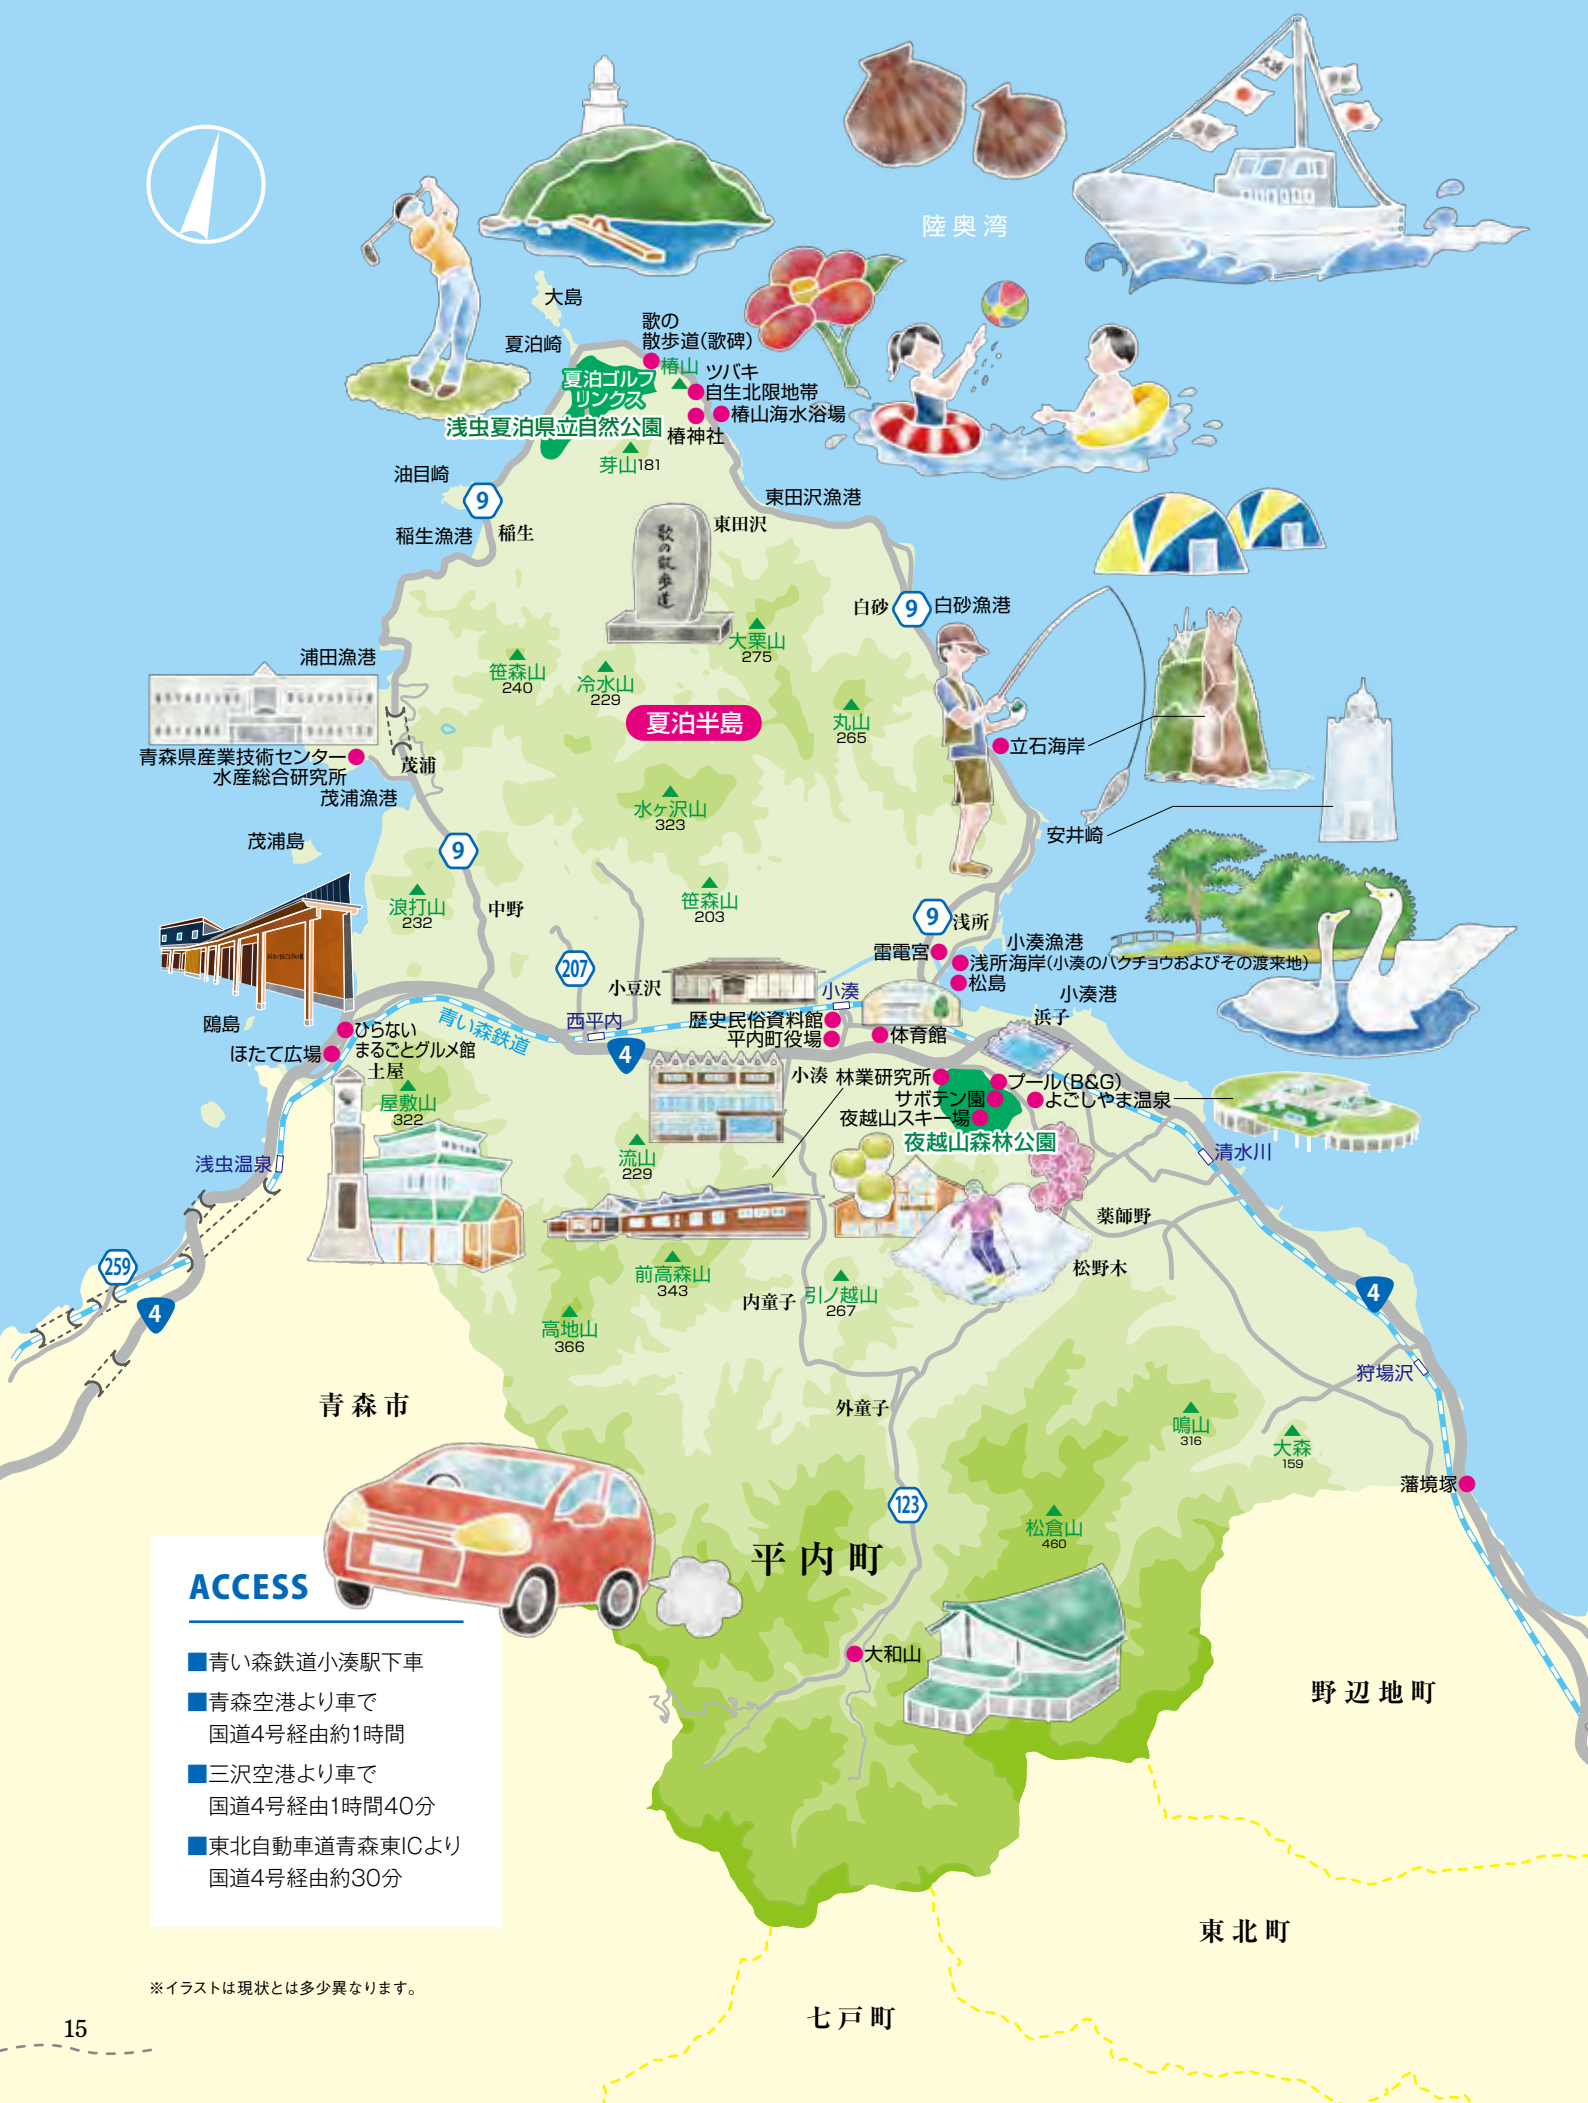 陸奥湾
大島
夏泊崎
歌の
散歩道(歌碑)
椿山
ツバキ
自生北限地帯
椿山海水浴場
椿神社
夏泊ゴルフ
リンクス
浅虫夏泊県立自然公園
芽山181
油目崎
9
稲生
稲生漁港
東田沢漁港
東田沢
歌の散歩道
白砂
9
白砂漁港
大栗山
275
笹森山
240
冷水山
229
浦田漁港
夏泊半島
丸山
265
立石海岸
青森県産業技術センター
水産総合研究所
茂浦
茂浦漁港
水ヶ沢山
323
安井崎
茂浦島
9
浪打山
232
中野
笹森山
203
9
浅所
雷電宮
小湊漁港
浅所海岸(小湊のハクチョウおよびその渡来地)
松島
小湊港
207
小豆沢
小湊
浜子
鴎島
青い森鉄道
西平内
歴史民俗資料館
平内町役場
体育館
ひらない
まるごとグルメ館
ほたて広場
土屋
4
屋敷山
322
小湊
林業研究所
プール(B&G)
サボテン園
よごしやま温泉
夜越山スキー場
夜越山森林公園
流山
229
浅虫温泉
清水川
薬師野
松野木
259
4
前高森山
343
内童子
引ノ越山
267
高地山
366
4
狩場沢
青森市
外童子
鳴山
316
大森
159
藩境塚
123
松倉山
460
平内町
大和山
野辺地町
東北町
七戸町
ACCESS
■青い森鉄道小湊駅下車
■青森空港より車で
国道4号経由約1時間
■三沢空港より車で
国道4号経由1時間40分
■東北自動車道青森東ICより
国道4号経由約30分
※イラストは現状とは多少異なります。
15